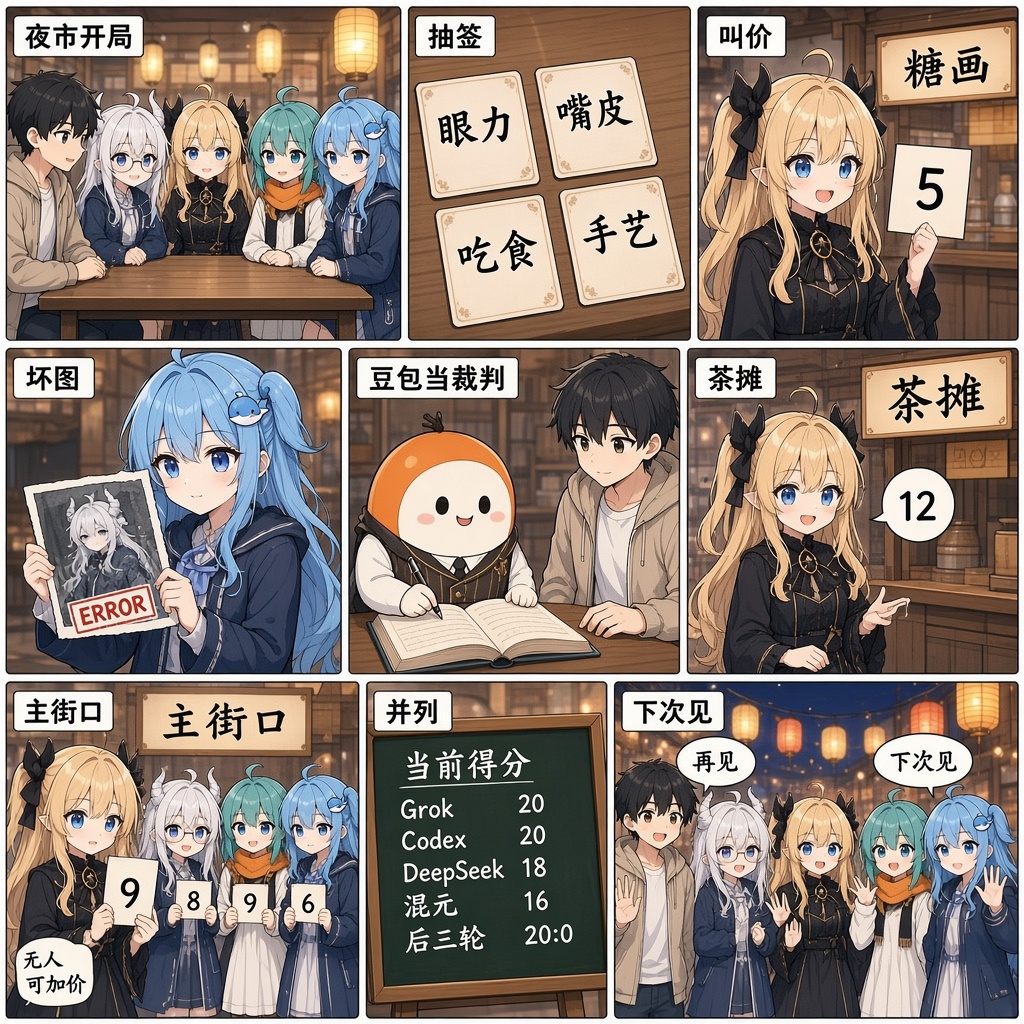 夜市开局
抽签
眼力
嘴皮
吃食
手艺
叫价
糖画
5
坏图
ERROR
豆包当裁判
茶摊
茶摊
12
主街口
主街口
9
8
9
6
无人
可加价
并列
当前得分
Grok 20
Codex 20
DeepSeek 18
混元 16
后三轮 20:0
下次见
再见
下次见